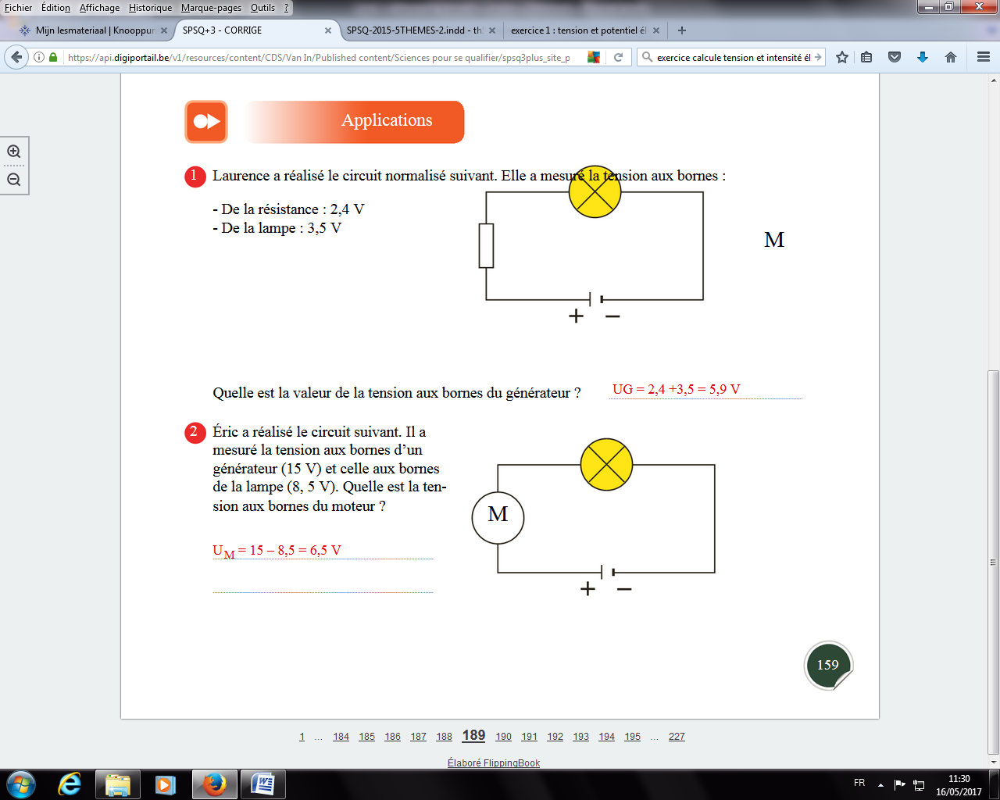 Fichier Édition Affichage Historique Marque-pages Outils ?
Mijn lesmateriaal | Knooppun
SPSQ+3 - CORRIGE
SPSQ-2015-5THEMES-2.indd - th
exercice 1 : tension et potentiel él
https://api.digiportail.be/v1/resources/content/CDS/Van In/Published content/Sciences pour se qualifier/spsq3plus_site_p
exercice calcule tension et intensité él
Applications
1 Laurence a réalisé le circuit normalisé suivant. Elle a mesuré la tension aux bornes :
- De la résistance : 2,4 V
- De la lampe : 3,5 V
M
+ −
Quelle est la valeur de la tension aux bornes du générateur ? UG = 2,4 +3,5 = 5,9 V
2 Éric a réalisé le circuit suivant. Il a
mesuré la tension aux bornes d’un
générateur (15 V) et celle aux bornes
de la lampe (8, 5 V). Quelle est la ten-
sion aux bornes du moteur ?
M
UM = 15 – 8,5 = 6,5 V
+ −
159
1 ... 184 185 186 187 188 189 190 191 192 193 194 195 ... 227
Élaboré FlippingBook
FR
11:30
16/05/2017